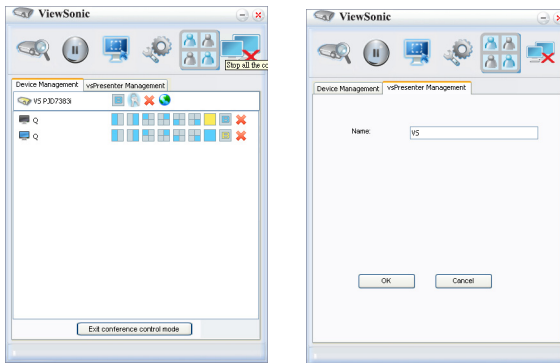 ViewSonic
Stop all the co
Device Management vsPresenter Management
VS PJD7383i
Q
Q
Exit conference control mode
ViewSonic
Device Management vsPresenter Management
Name: VS
OK Cancel